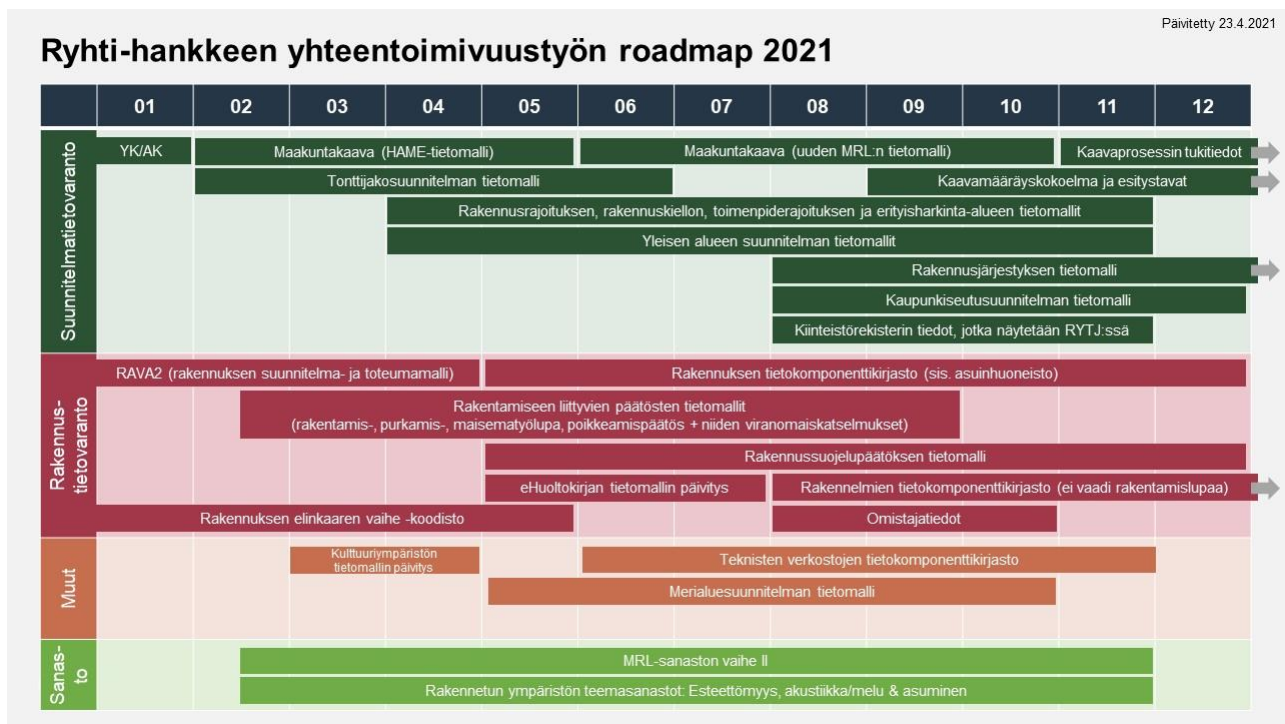 Päivitetty 23.4.2021
Ryhti-hankkeen yhteentoimivuustyön roadmap 2021
01 02 03 04 05 06 07 08 09 10 11 12
Suunnitelmatietovaranto
YK/AK
Maakuntakaava (HAME-tietomalli)
Maakuntakaava (uuden MRL:n tietomalli)
Kaavaprosessin tukitiedot
Tonttijakosuunnitelman tietomalli
Kaavamääräyskokoelma ja esitystavat
Rakennusrajoituksen, rakennuskiellon, toimenpiderajoituksen ja erityisharkinta-alueen tietomallit
Yleisen alueen suunnitelman tietomallit
Rakennusjärjestyksen tietomalli
Kaupunkiseutusuunnitelman tietomalli
Kiinteistörekisterin tiedot, jotka näytetään RYTJ:ssä
Rakennus-
tietovaranto
RAVA2 (rakennuksen suunnitelma- ja toteumamalli)
Rakennuksen tietokomponenttikirjasto (sis. asuinhuoneisto)
Rakentamiseen liittyvien päätösten tietomallit
(rakentamis-, purkamis-, maisematyölupa, poikkeamispäätös + niiden viranomaiskatselmukset)
Rakennussuojelupäätöksen tietomalli
eHuoltokirjan tietomallin päivitys
Rakennelmien tietokomponenttikirjasto (ei vaadi rakentamislupaa)
Rakennuksen elinkaaren vaihe -koodisto
Omistajatiedot
Muut
Kulttuuriympäristön
tietomallin päivitys
Teknisten verkostojen tietokomponenttikirjasto
Merialuesuunnitelman tietomalli
Sanas-
to
MRL-sanaston vaihe II
Rakennetun ympäristön teemasanastot: Esteettömyys, akustiikka/melu & asuminen